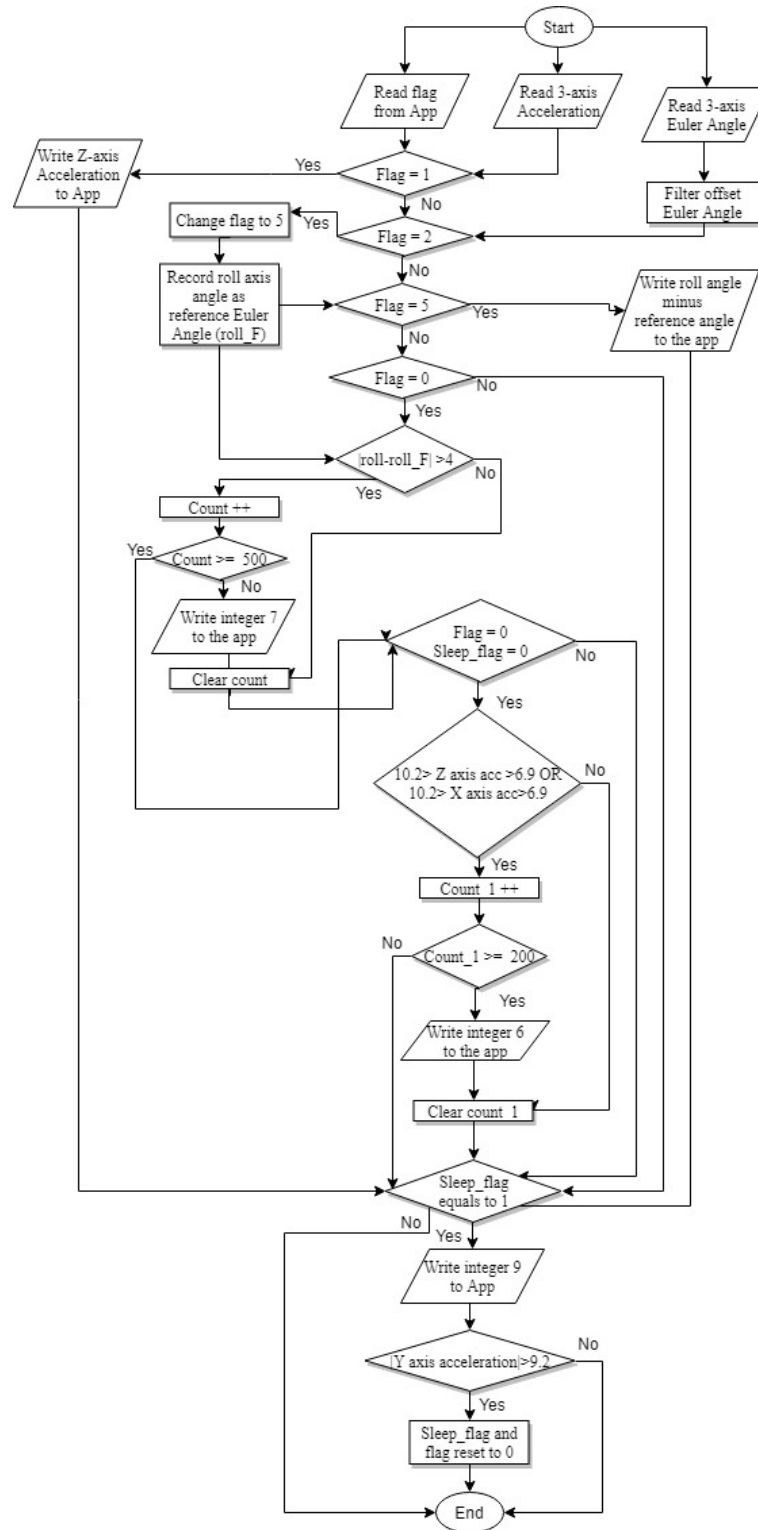 Start
Read flag
from App
Read 3-axis
Acceleration
Read 3-axis
Euler Angle
Write Z-axis
Acceleration
to App
Yes
Flag = 1
No
Filter offset
Euler Angle
Change flag to 5
Yes
Flag = 2
No
Record roll axis
angle as
reference Euler
Angle (roll_F)
Flag = 5
Yes
No
Write roll angle
minus
reference angle
to the app
Flag = 0
No
Yes
|roll-roll_F| >4
No
Yes
Count ++
Yes
Count >= 500
No
Write integer 7
to the app
Clear count
Flag = 0
Sleep_flag = 0
No
Yes
10.2> Z axis acc >6.9 OR
10.2> X axis acc>6.9
No
Yes
Count_1 ++
No
Count_1 >= 200
Yes
Write integer 6
to the app
Clear count_1
Sleep_flag
equals to 1
No
Yes
Write integer 9
to App
|Y axis acceleration|>9.2
No
Yes
Sleep_flag and
flag reset to 0
End